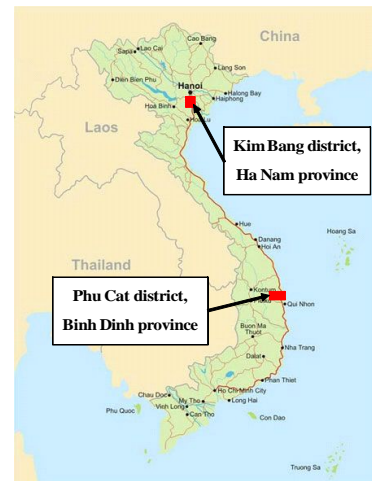 China
Cao Bang
Sapa
Lao Cai
Lang Son
Dien Bien Phu
Hanoi
Halong Bay
Haiphong
Hoa Binh
Laos
Kim Bang district,
Ha Nam province
Hue
Danang
Hoi An
Hoang Sa
Thailand
Phu Cat district,
Binh Dinh province
Kontum
Qui Nhon
Buon Ma
Thuot
Nha Trang
Dalat
Phan Thiet
Ho Chi Minh City
Chau Doc
My Tho
Long Hai
Phu Quoc
Vinh Long
Can Tho
Con Dao
Truong Sa